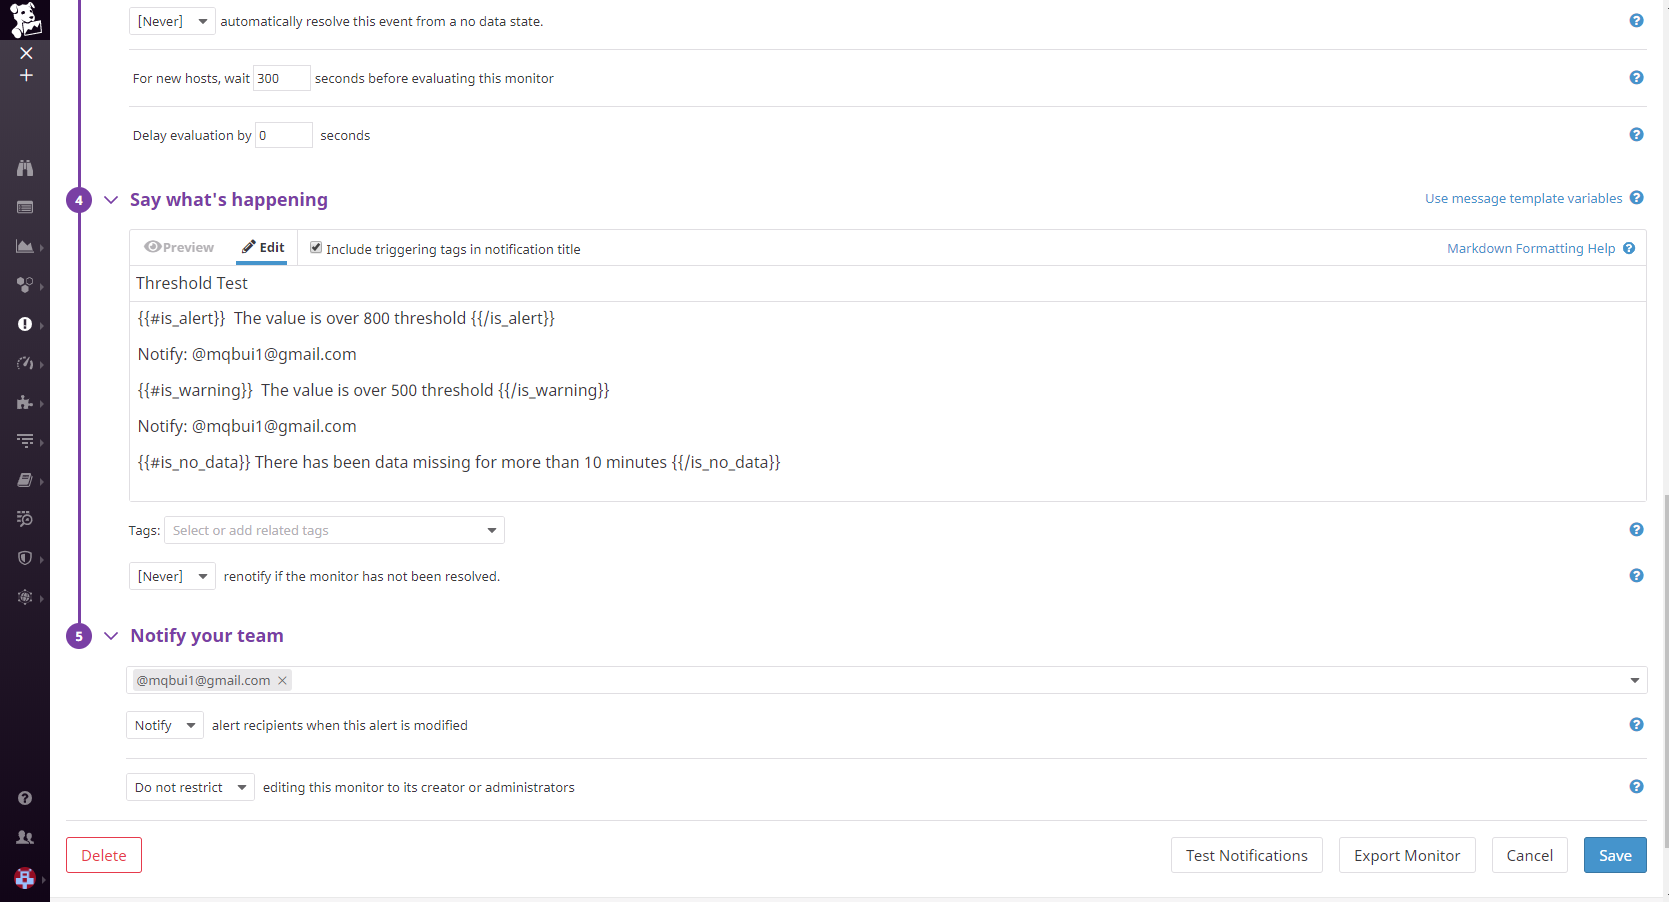 [Never] automatically resolve this event from a no data state.
For new hosts, wait 300 seconds before evaluating this monitor
Delay evaluation by 0 seconds
4 Say what's happening Use message template variables
Preview Edit Include triggering tags in notification title Markdown Formatting Help
Threshold Test
{{#is_alert}}  The value is over 800 threshold {{/is_alert}}
Notify: @mqbui1@gmail.com
{{#is_warning}}  The value is over 500 threshold {{/is_warning}}
Notify: @mqbui1@gmail.com
{{#is_no_data}} There has been data missing for more than 10 minutes {{/is_no_data}}
Tags: Select or add related tags
[Never] renotify if the monitor has not been resolved.
5 Notify your team
@mqbui1@gmail.com
Notify alert recipients when this alert is modified
Do not restrict editing this monitor to its creator or administrators
Delete Test Notifications Export Monitor Cancel Save